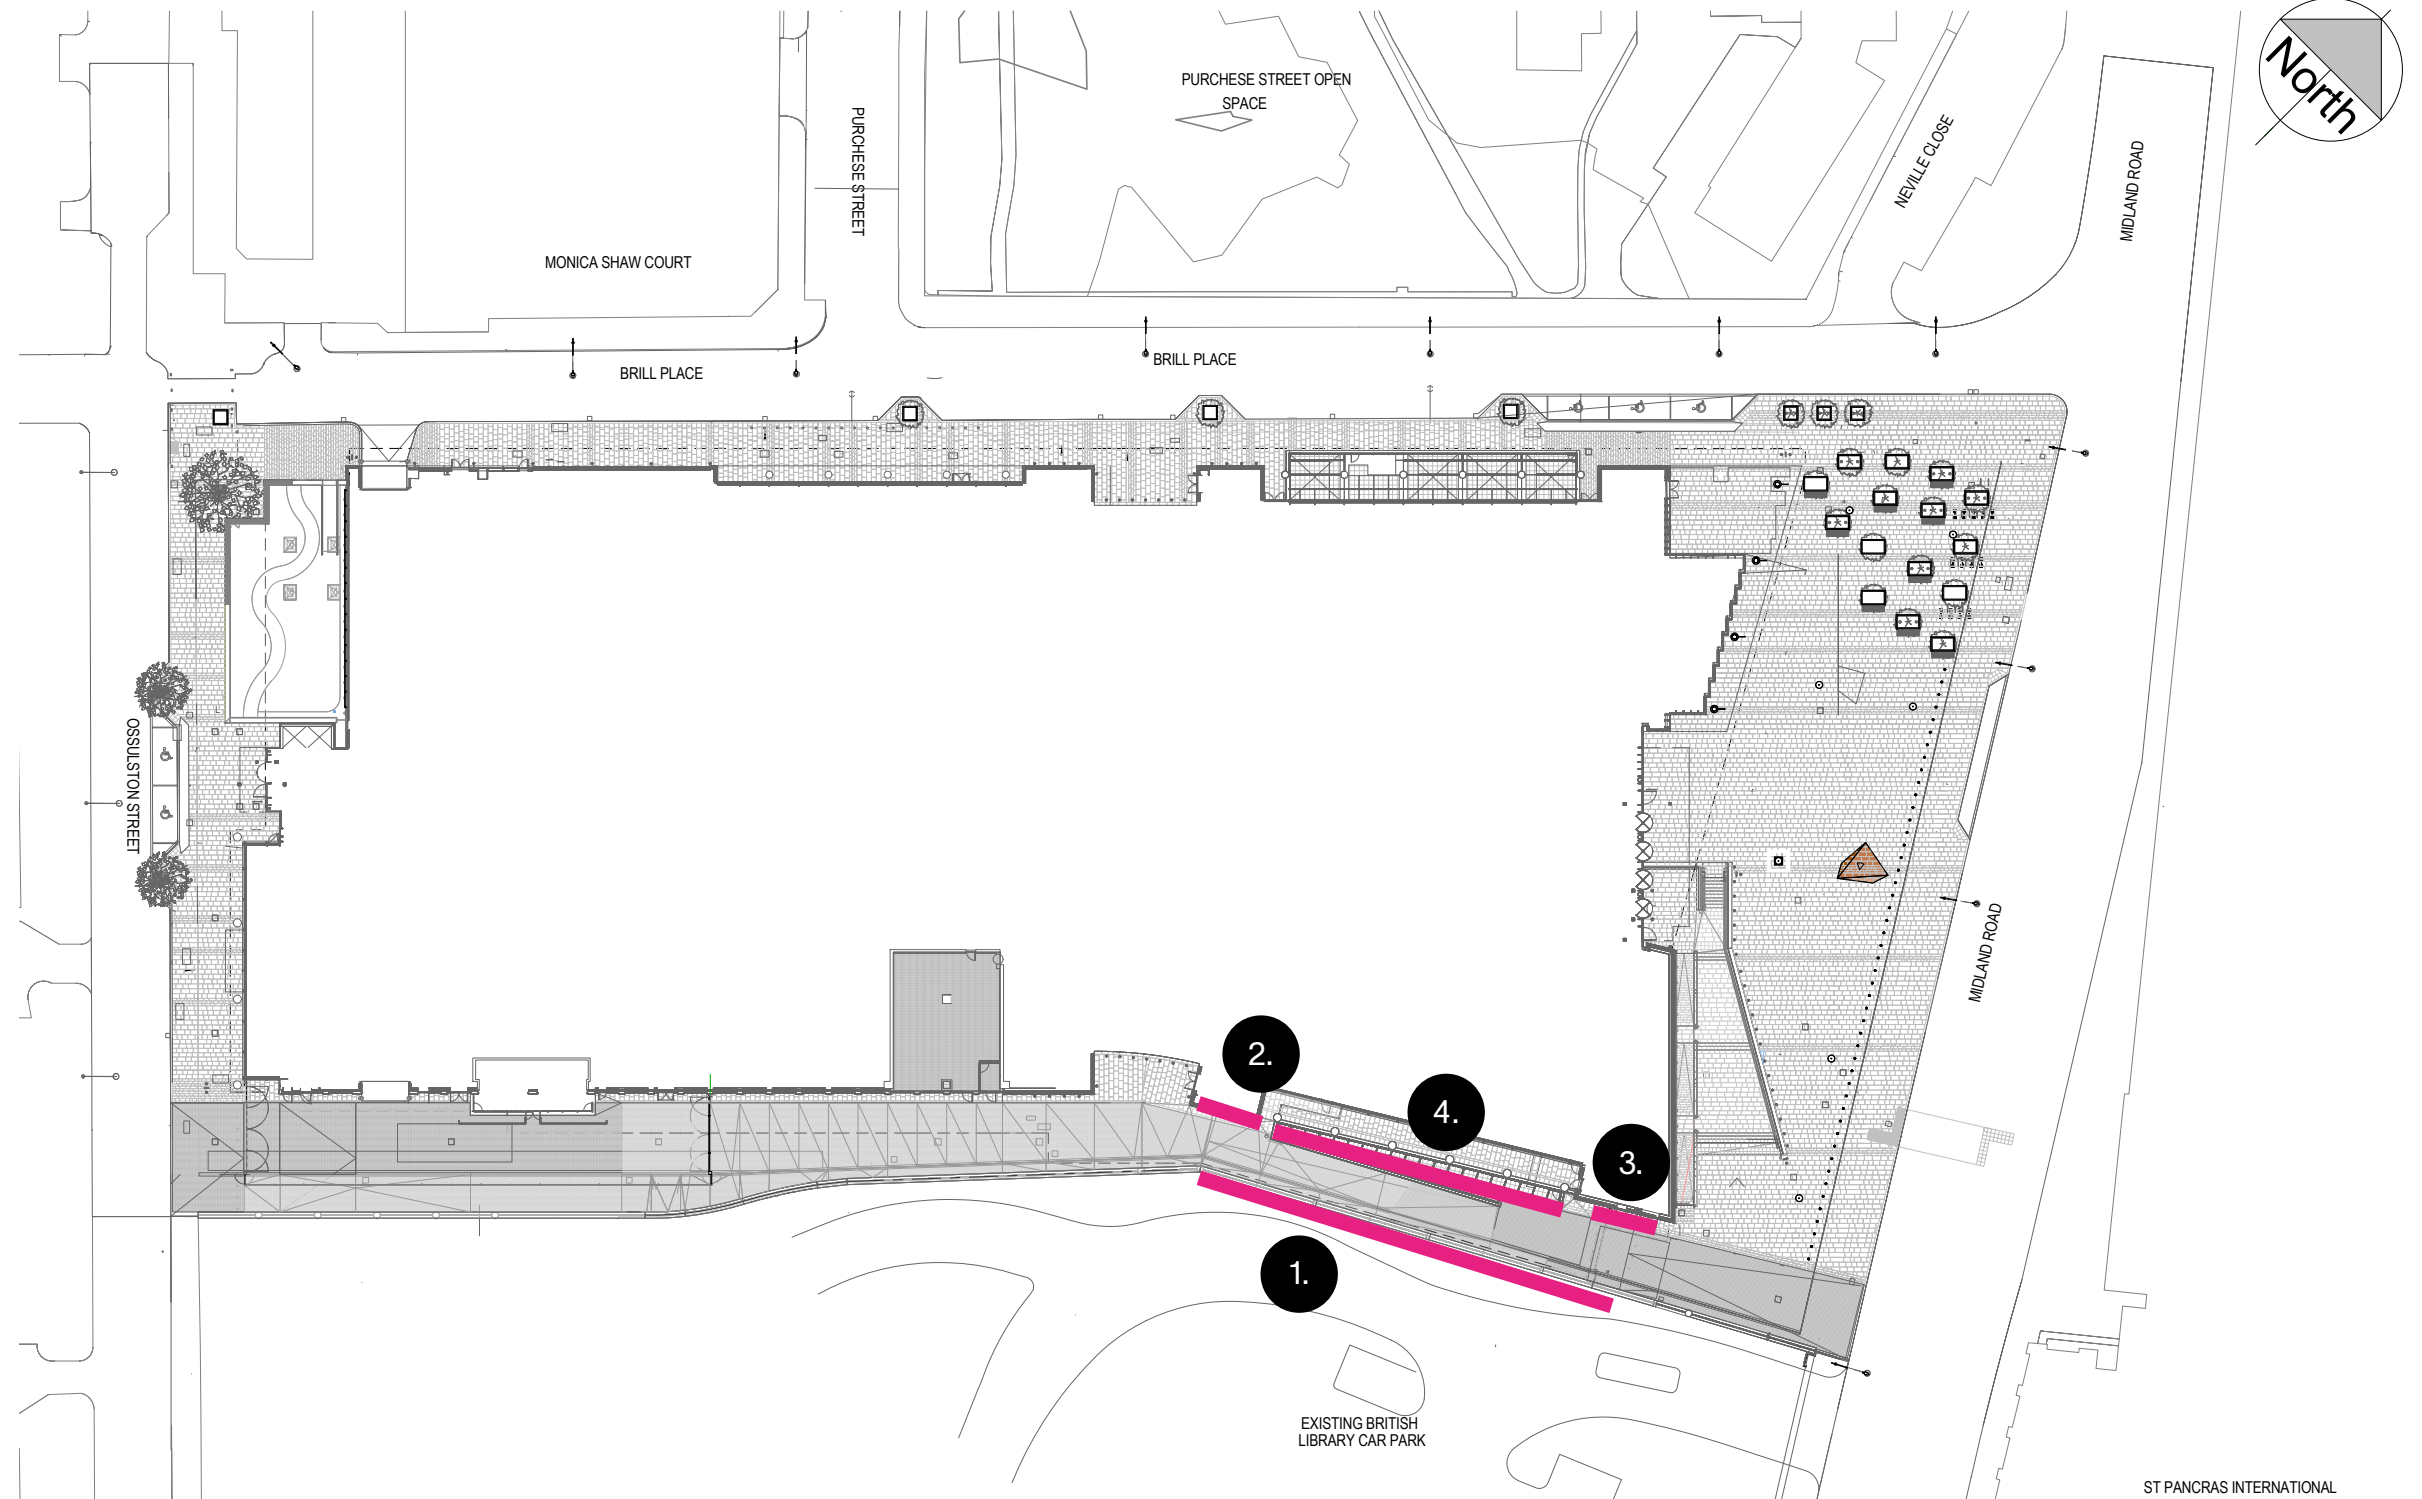 North
PURCHESE STREET OPEN
SPACE
PURCHESE STREET
NEVILLE CLOSE
MIDLAND ROAD
MONICA SHAW COURT
BRILL PLACE
BRILL PLACE
OSSULSTON STREET
MIDLAND ROAD
2.
4.
3.
1.
EXISTING BRITISH
LIBRARY CAR PARK
ST PANCRAS INTERNATIONAL